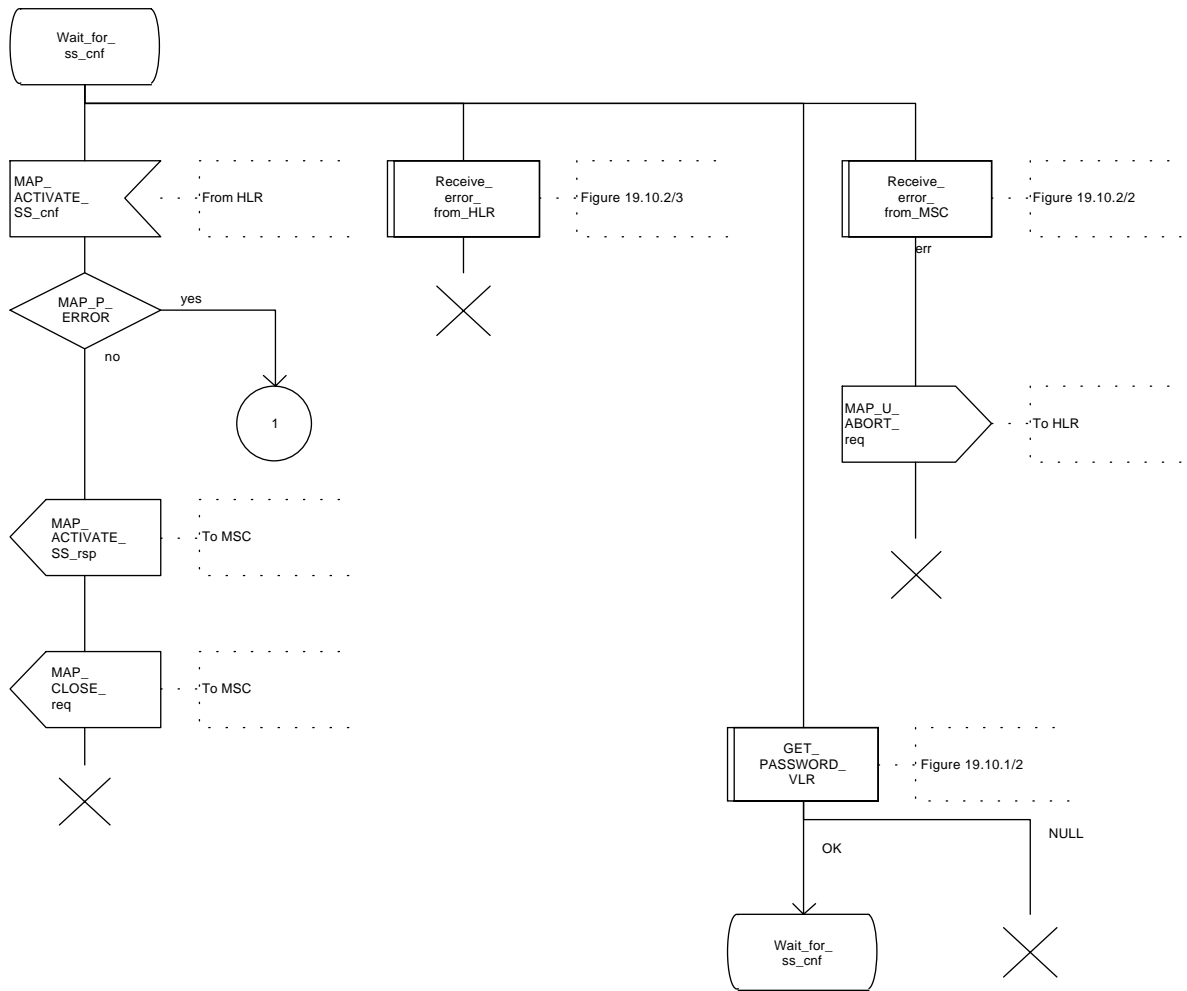 Wait_for_
ss_cnf
MAP_
ACTIVATE_
SS_cnf
From HLR
Receive_
error_
from_HLR
Figure 19.10.2/3
Receive_
error_
from_MSC
Figure 19.10.2/2
err
MAP_P_
ERROR
yes
no
1
MAP_U_
ABORT_
req
To HLR
MAP_
ACTIVATE_
SS_rsp
To MSC
MAP_
CLOSE_
req
To MSC
GET_
PASSWORD_
VLR
Figure 19.10.1/2
OK
NULL
Wait_for_
ss_cnf